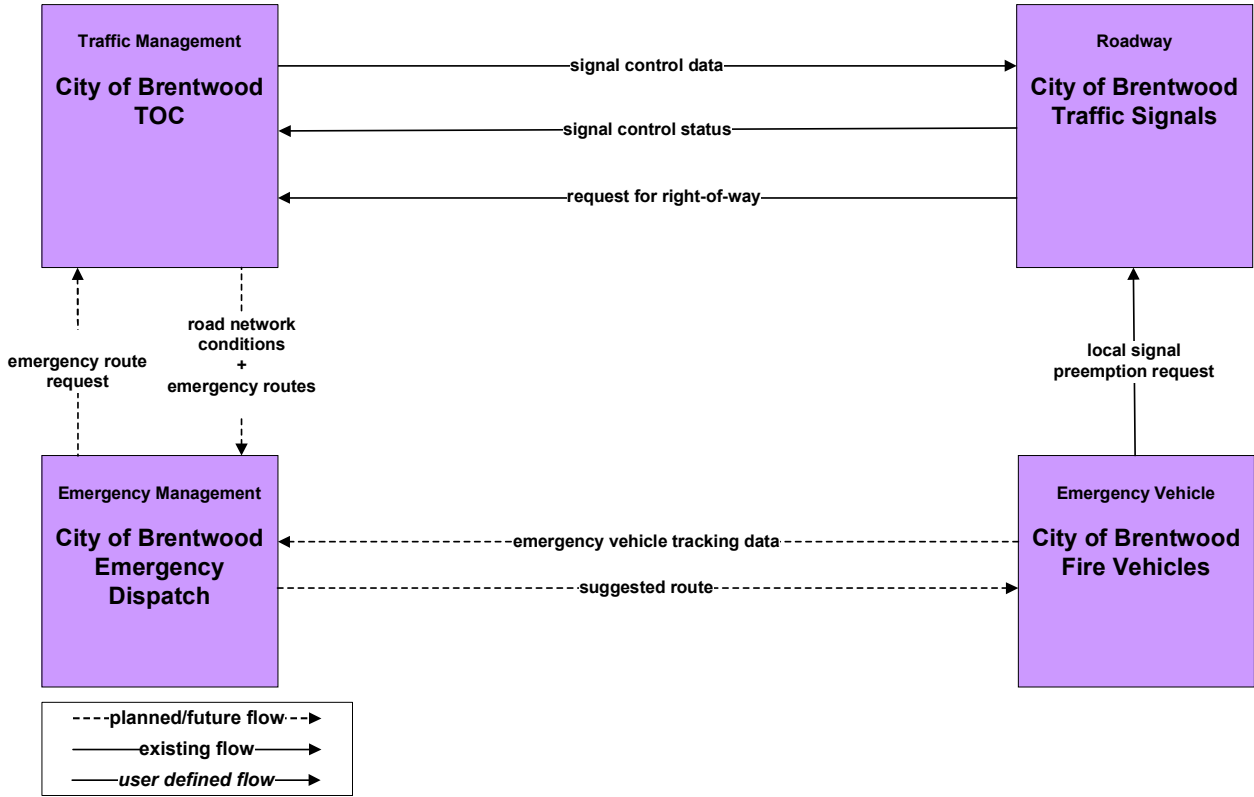 Traffic Management
City of Brentwood
TOC
signal control data
signal control status
request for right-of-way
Roadway
City of Brentwood
Traffic Signals
emergency route
request
road network
conditions
+
emergency routes
local signal
preemption request
Emergency Management
City of Brentwood
Emergency
Dispatch
emergency vehicle tracking data
suggested route
Emergency Vehicle
City of Brentwood
Fire Vehicles
planned/future flow
existing flow
user defined flow